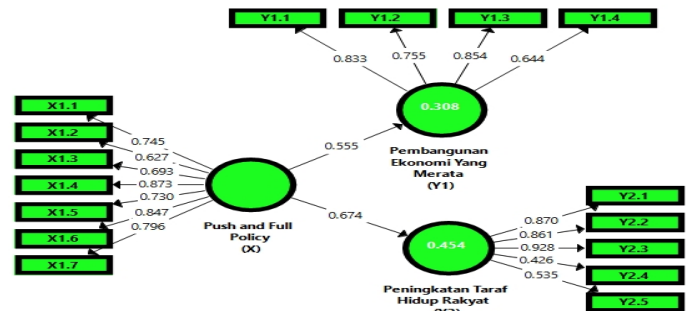 Y1.1
Y1.2
Y1.3
Y1.4
0.833
0.755
0.854
0.644
0.308
Pembangunan
Ekonomi Yang
Merata
(Y1)
X1.1
X1.2
X1.3
X1.4
X1.5
X1.6
X1.7
0.745
0.627
0.693
0.873
0.730
0.847
0.796
Push and Full
Policy
(X)
0.555
0.674
0.454
Peningkatan Taraf
Hidup Rakyat
0.870
0.861
0.928
0.426
0.535
Y2.1
Y2.2
Y2.3
Y2.4
Y2.5